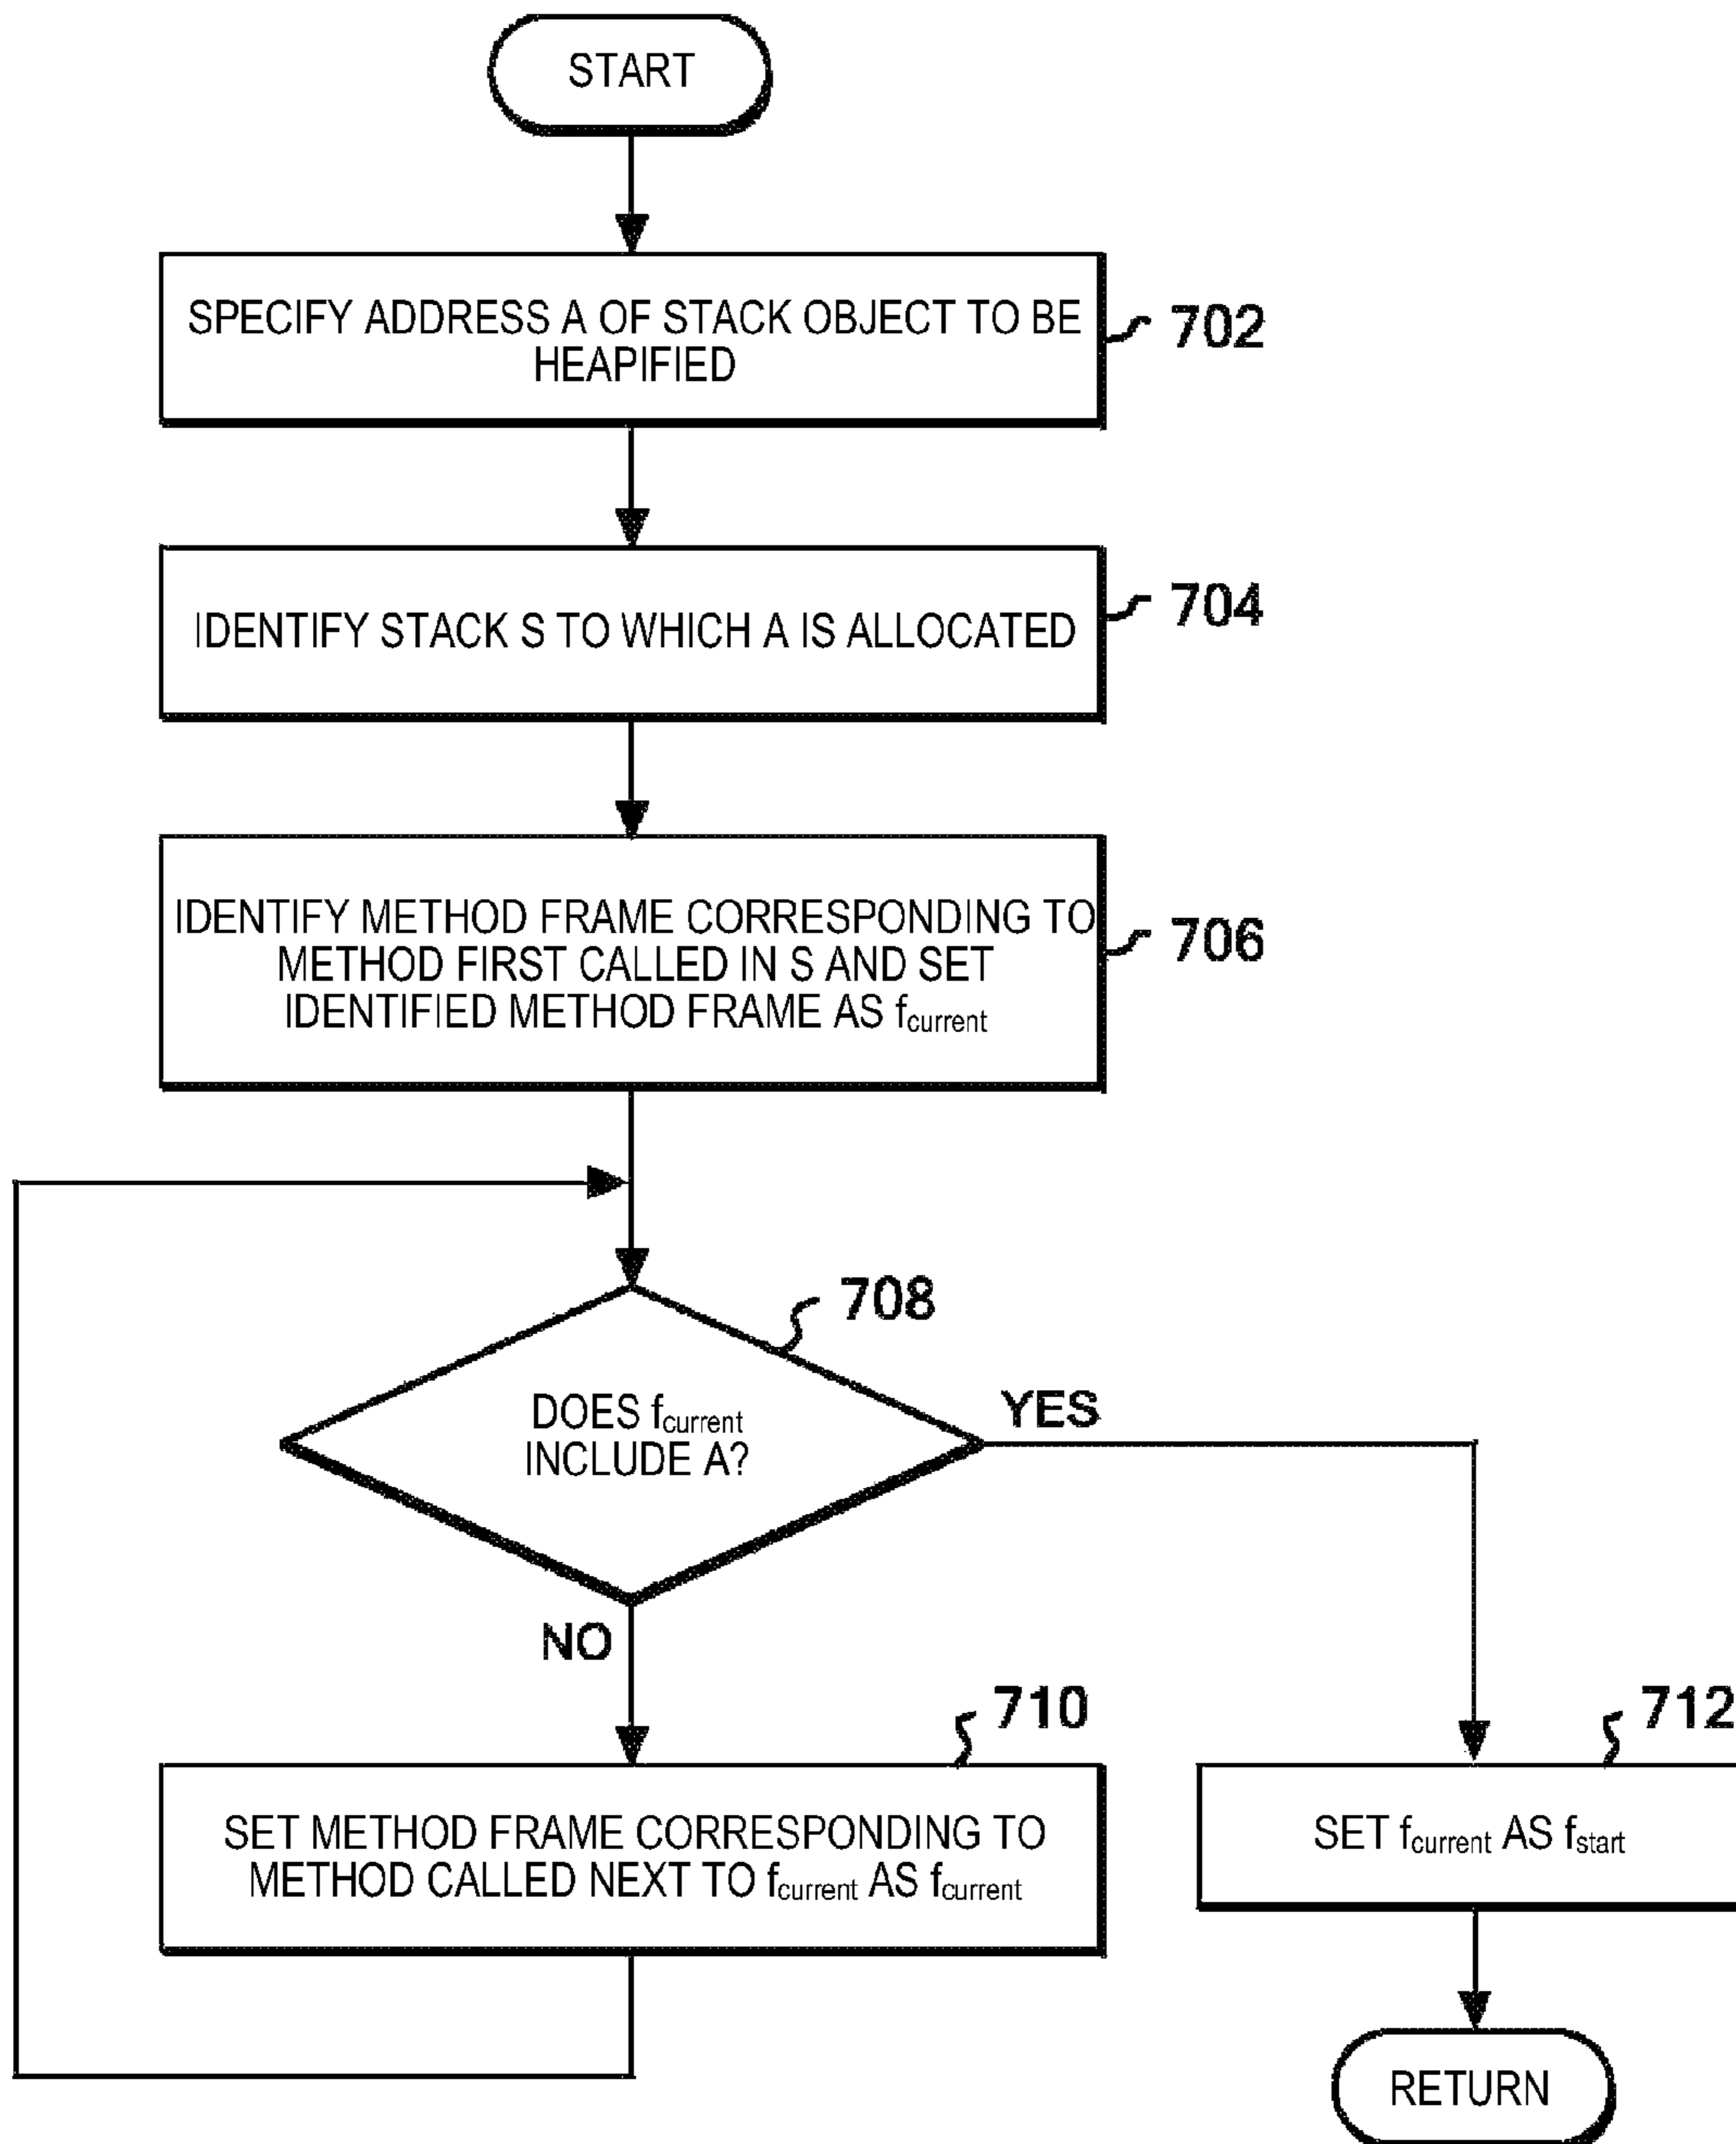 START
SPECIFY ADDRESS A OF STACK OBJECT TO BE
HEAPIFIED
702
IDENTIFY STACK S TO WHICH A IS ALLOCATED
704
IDENTIFY METHOD FRAME CORRESPONDING TO
METHOD FIRST CALLED IN S AND SET
IDENTIFIED METHOD FRAME AS fcurrent
706
708
DOES fcurrent
INCLUDE A?
YES
NO
710
SET METHOD FRAME CORRESPONDING TO
METHOD CALLED NEXT TO fcurrent AS fcurrent
712
SET fcurrent AS fstart
RETURN